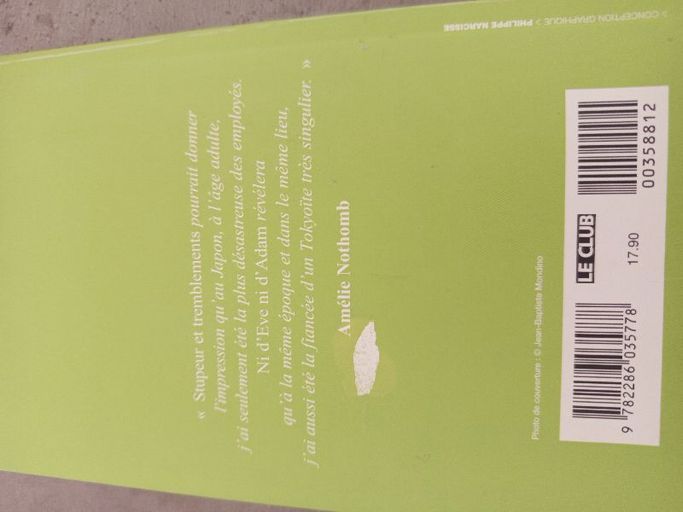 « Stupeur et tremblements pourrait donner
l'impression qu'au Japon, à l'âge adulte,
j'ai seulement été la plus désastreuse des employés.
Ni d'Eve ni d'Adam révèlera
qu'à la même époque et dans le même lieu,
j'ai aussi été la fiancée d'un Tokyoïte très singulier. »
Amélie Nothomb
Photo de couverture : © Jean-Baptiste Mondino
9 782286 035778
LE CLUB
17.90
00358812
> CONCEPTION GRAPHIQUE > PHILIPPE NARCISSE